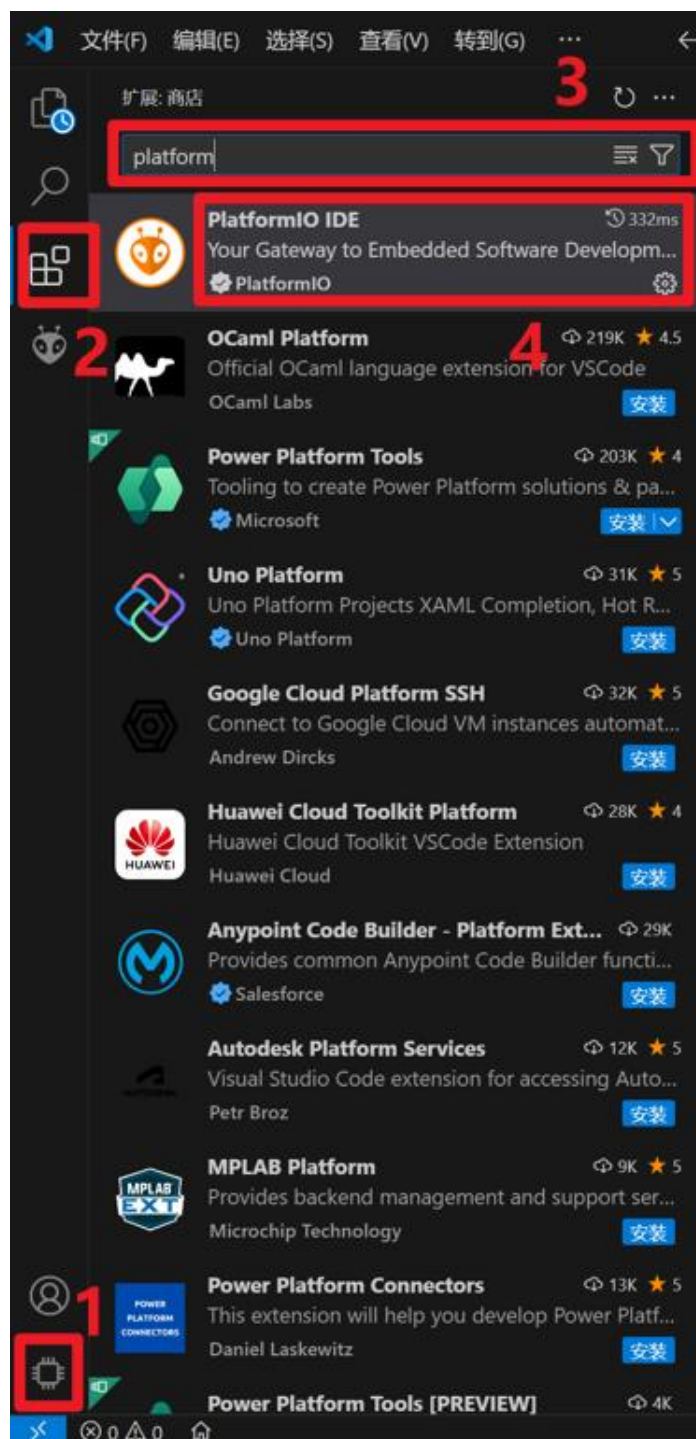 文件(F) 编辑(E) 选择(S) 查看(V) 转到(G) ...
3
扩展: 商店
platform
PlatformIO IDE 332ms
Your Gateway to Embedded Software Developm...
PlatformIO
2
4
OCaml Platform 219K ★ 4.5
Official OCaml language extension for VSCode
OCaml Labs 安装
Power Platform Tools 203K ★ 4
Tooling to create Power Platform solutions & pa...
Microsoft 安装
Uno Platform 31K ★ 5
Uno Platform Projects XAML Completion, Hot R...
Uno Platform 安装
Google Cloud Platform SSH 32K ★ 5
Connect to Google Cloud VM instances automat...
Andrew Dircks 安装
HUAWEI
Huawei Cloud Toolkit Platform 28K ★ 4
Huawei Cloud Toolkit VSCode Extension
Huawei Cloud 安装
Anypoint Code Builder - Platform Ext... 29K
Provides common Anypoint Code Builder functi...
Salesforce 安装
Autodesk Platform Services 12K ★ 5
Visual Studio Code extension for accessing Auto...
Petr Broz 安装
MPLAB
EXT
MPLAB Platform 9K ★ 5
Provides backend management and support ser...
Microchip Technology 安装
1
POWER
PLATFORM
CONNECTORS
Power Platform Connectors 13K ★ 5
This extension will help you develop Power Platf...
Daniel Laskewitz 安装
Power Platform Tools [PREVIEW] 4K
0 0